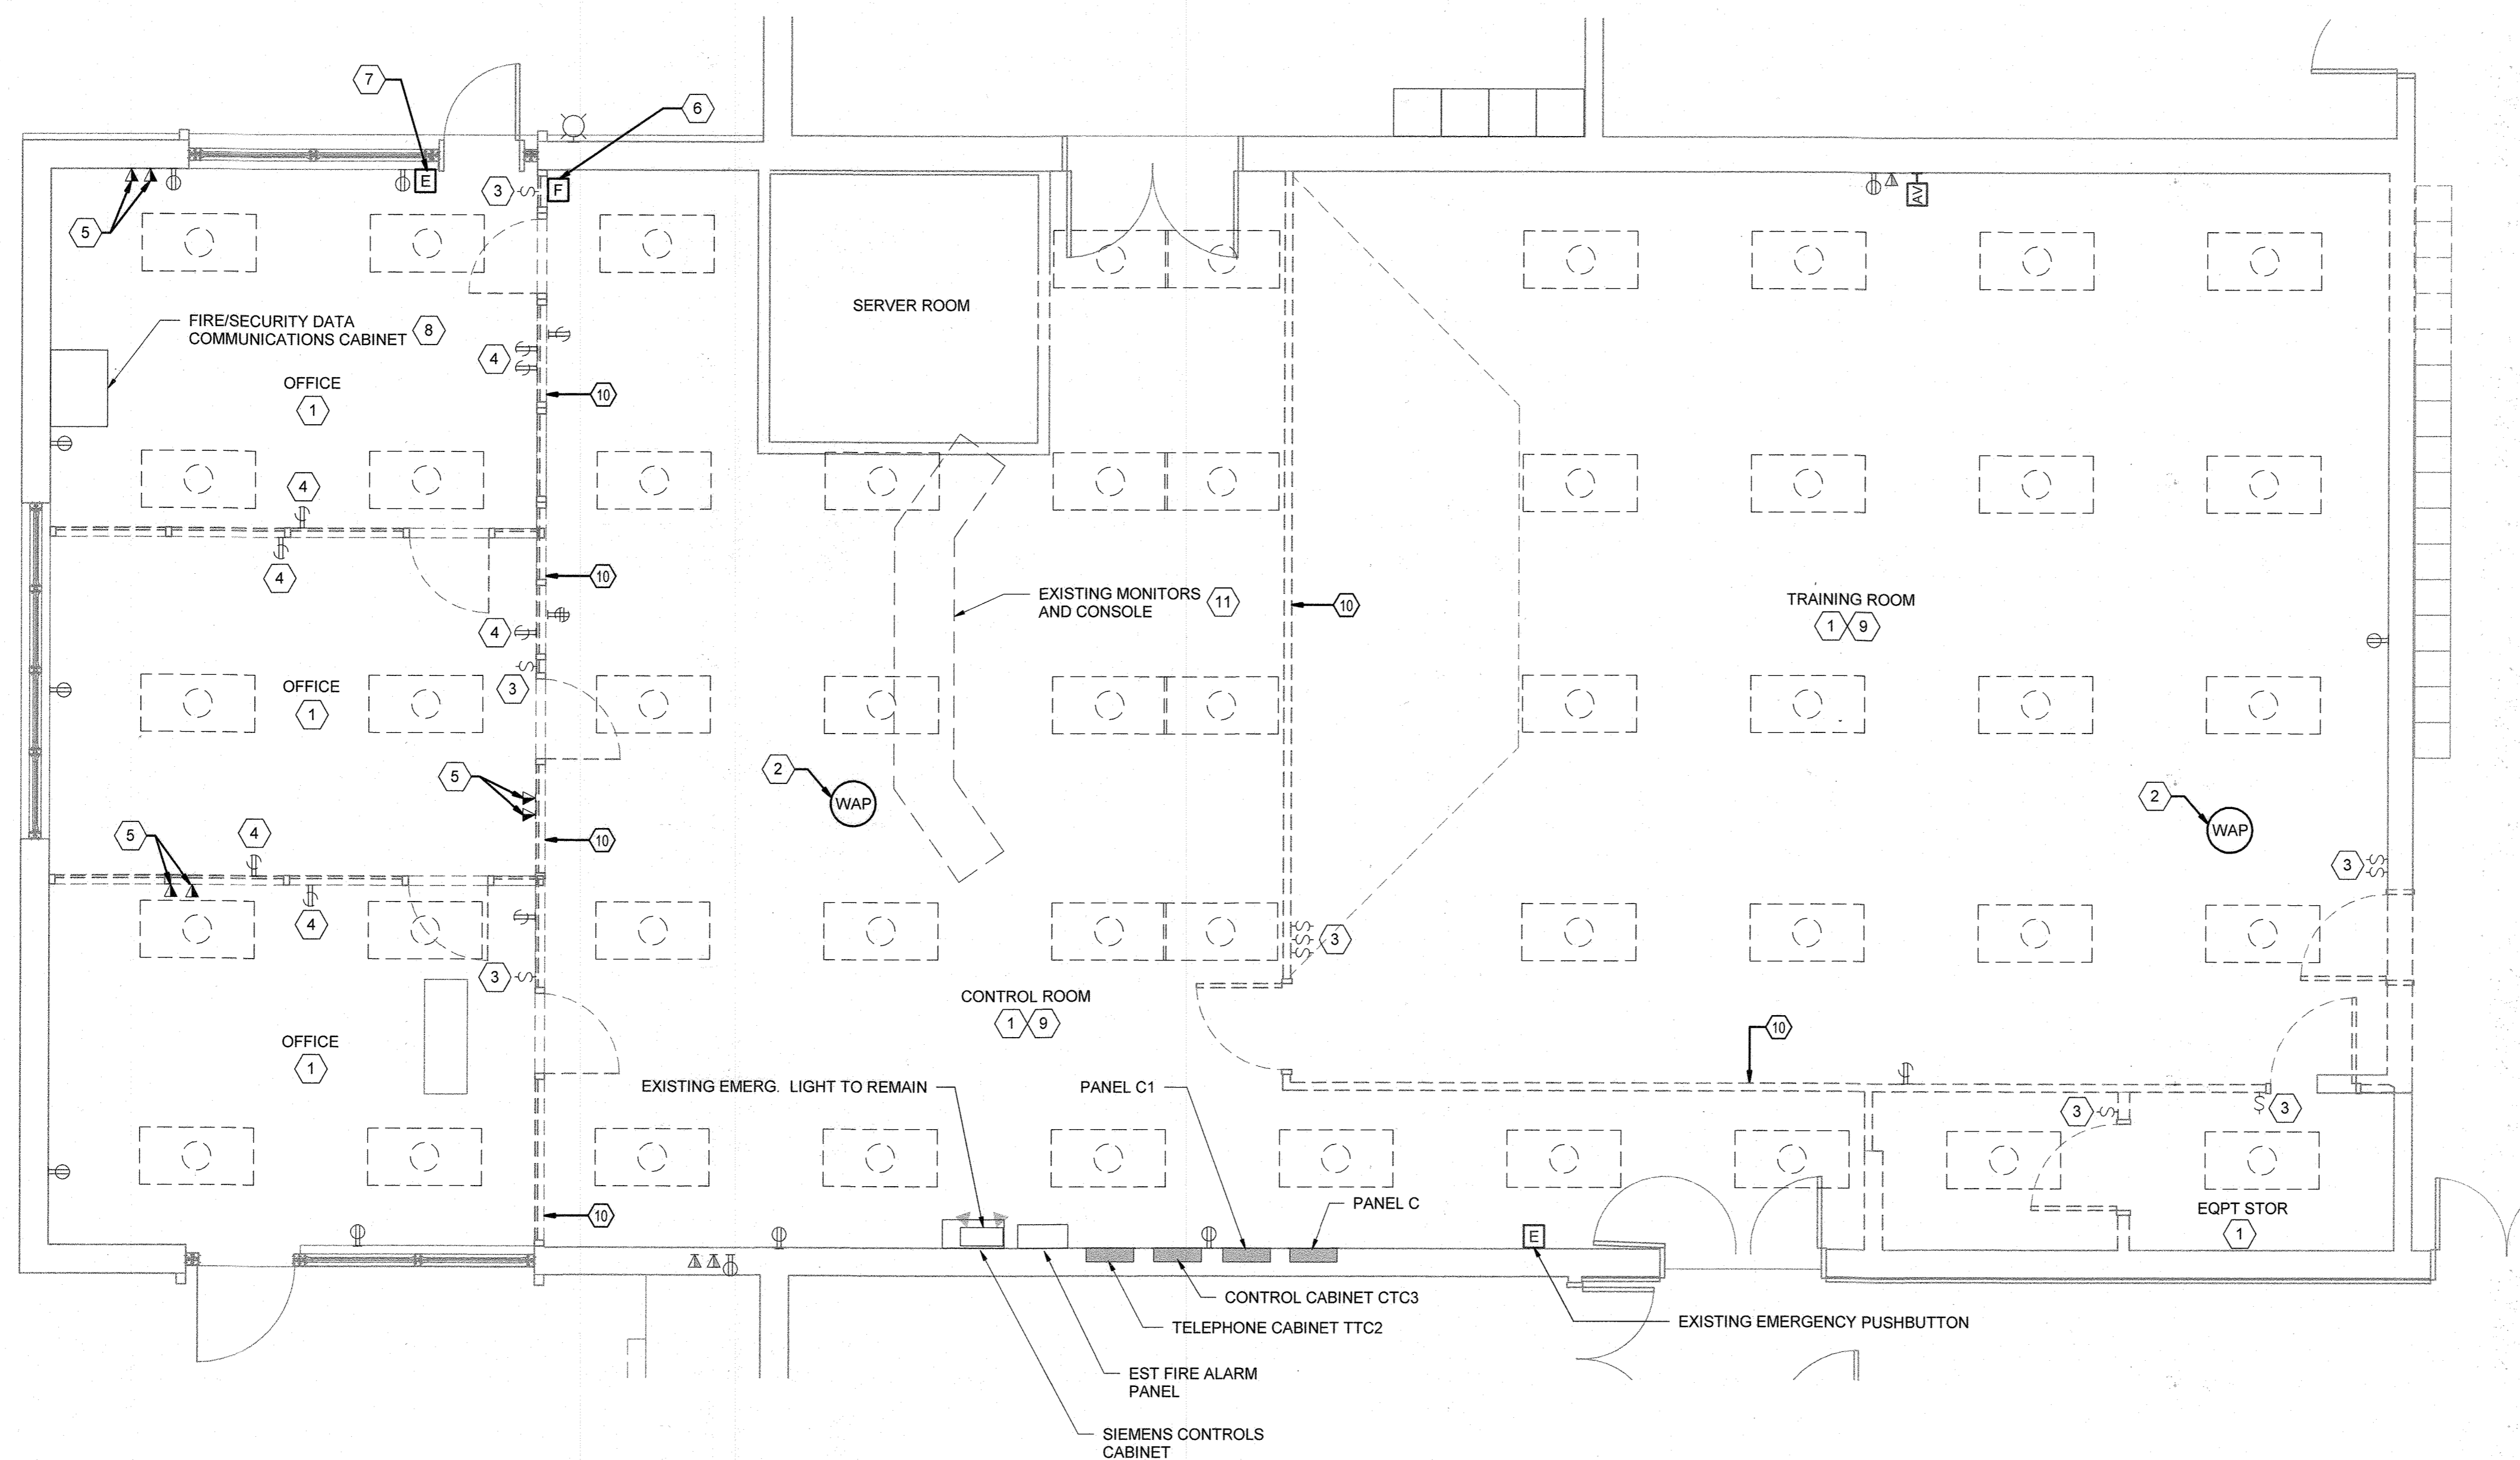 7
6
E
3
F
AV
5
SERVER ROOM
FIRE/SECURITY DATA
COMMUNICATIONS CABINET
8
4
OFFICE
1
10
4
4
10
EXISTING MONITORS
AND CONSOLE
11
10
TRAINING ROOM
1
9
4
OFFICE
1
3
5
2
WAP
2
WAP
5
4
10
3
4
3
3
CONTROL ROOM
1
9
10
OFFICE
1
EXISTING EMERG. LIGHT TO REMAIN
PANEL C1
3
3
PANEL C
10
EQPT STOR
1
E
CONTROL CABINET CTC3
TELEPHONE CABINET TTC2
EXISTING EMERGENCY PUSHBUTTON
EST FIRE ALARM
PANEL
SIEMENS CONTROLS
CABINET